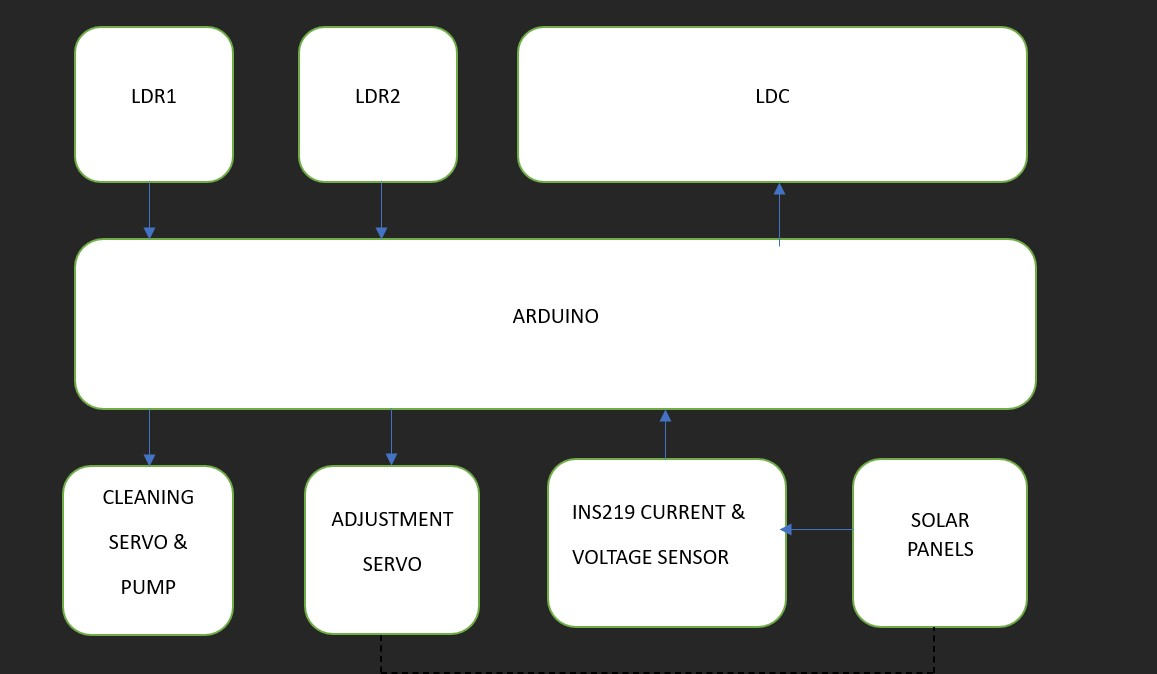 LDR1
LDR2
LDC
ARDUINO
CLEANING
SERVO &
PUMP
ADJUSTMENT
SERVO
INS219 CURRENT &
VOLTAGE SENSOR
SOLAR
PANELS